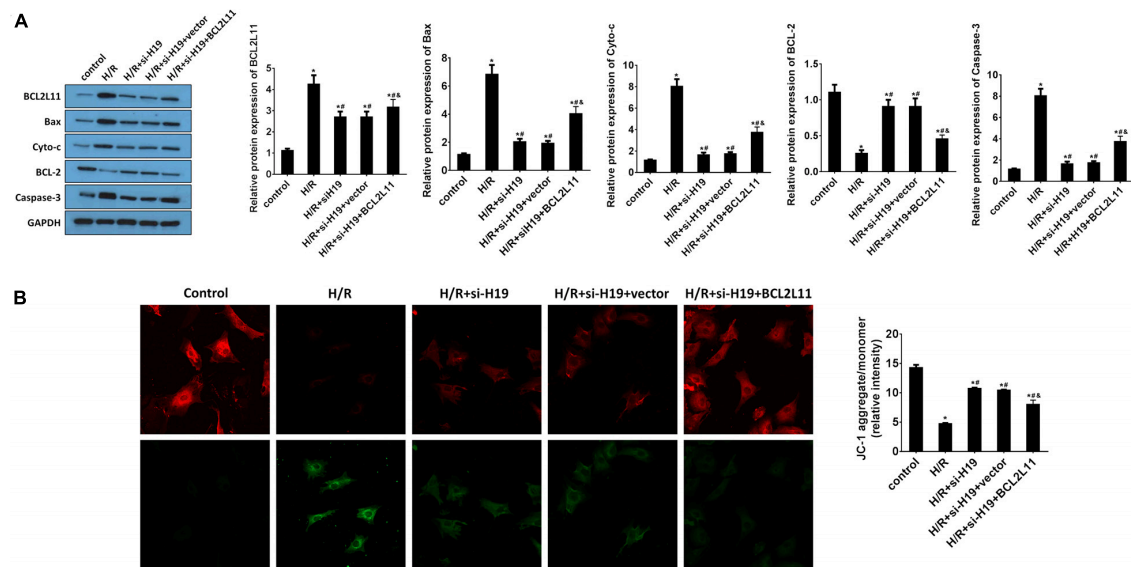 A
control
H/R
H/R+si-H19
H/R+si-H19+vector
H/R+si-H19+BCL2L11
BCL2L11
Bax
Cyto-c
BCL-2
Caspase-3
GAPDH
Relative protein expression of BCL2L11
5
4
3
2
1
0
*
*#
*#
*#&
control
H/R
H/R+siH19
H/R+si-H19+vector
H/R+si-H19+BCL2L11
Relative protein expression of Bax
8
6
4
2
0
*
*#
*#
*#&
control
H/R
H/R+si-H19
H/R+si-H19+vector
H/R+siH19+BCL2L11
Relative protein expression of Cyto-c
10
8
6
4
2
0
*
*#
*#
*#&
control
H/R
H/R+si-H19
H/R+si-H19+vector
H/R+si-H19+BCL2L11
Relative protein expression of BCL-2
1.5
1.0
0.5
0.0
*
*#
*#
*#&
control
H/R
H/R+si-H19
H/R+si-H19+vector
H/R+si-H19+BCL2L11
Relative protein expression of Caspase-3
10
8
6
4
2
0
*
*#
*#
*#&
control
H/R
H/R+si-H19
H/R+si-H19+vector
H/R+H19+BCL2L11
B
Control
H/R
H/R+si-H19
H/R+si-H19+vector
H/R+si-H19+BCL2L11
JC-1 aggregate/monomer
(relative intensity)
20
15
10
5
0
*
*#
*#
*#&
control
H/R
H/R+si-H19
H/R+si-H19+vector
H/R+si-H19+BCL2L11